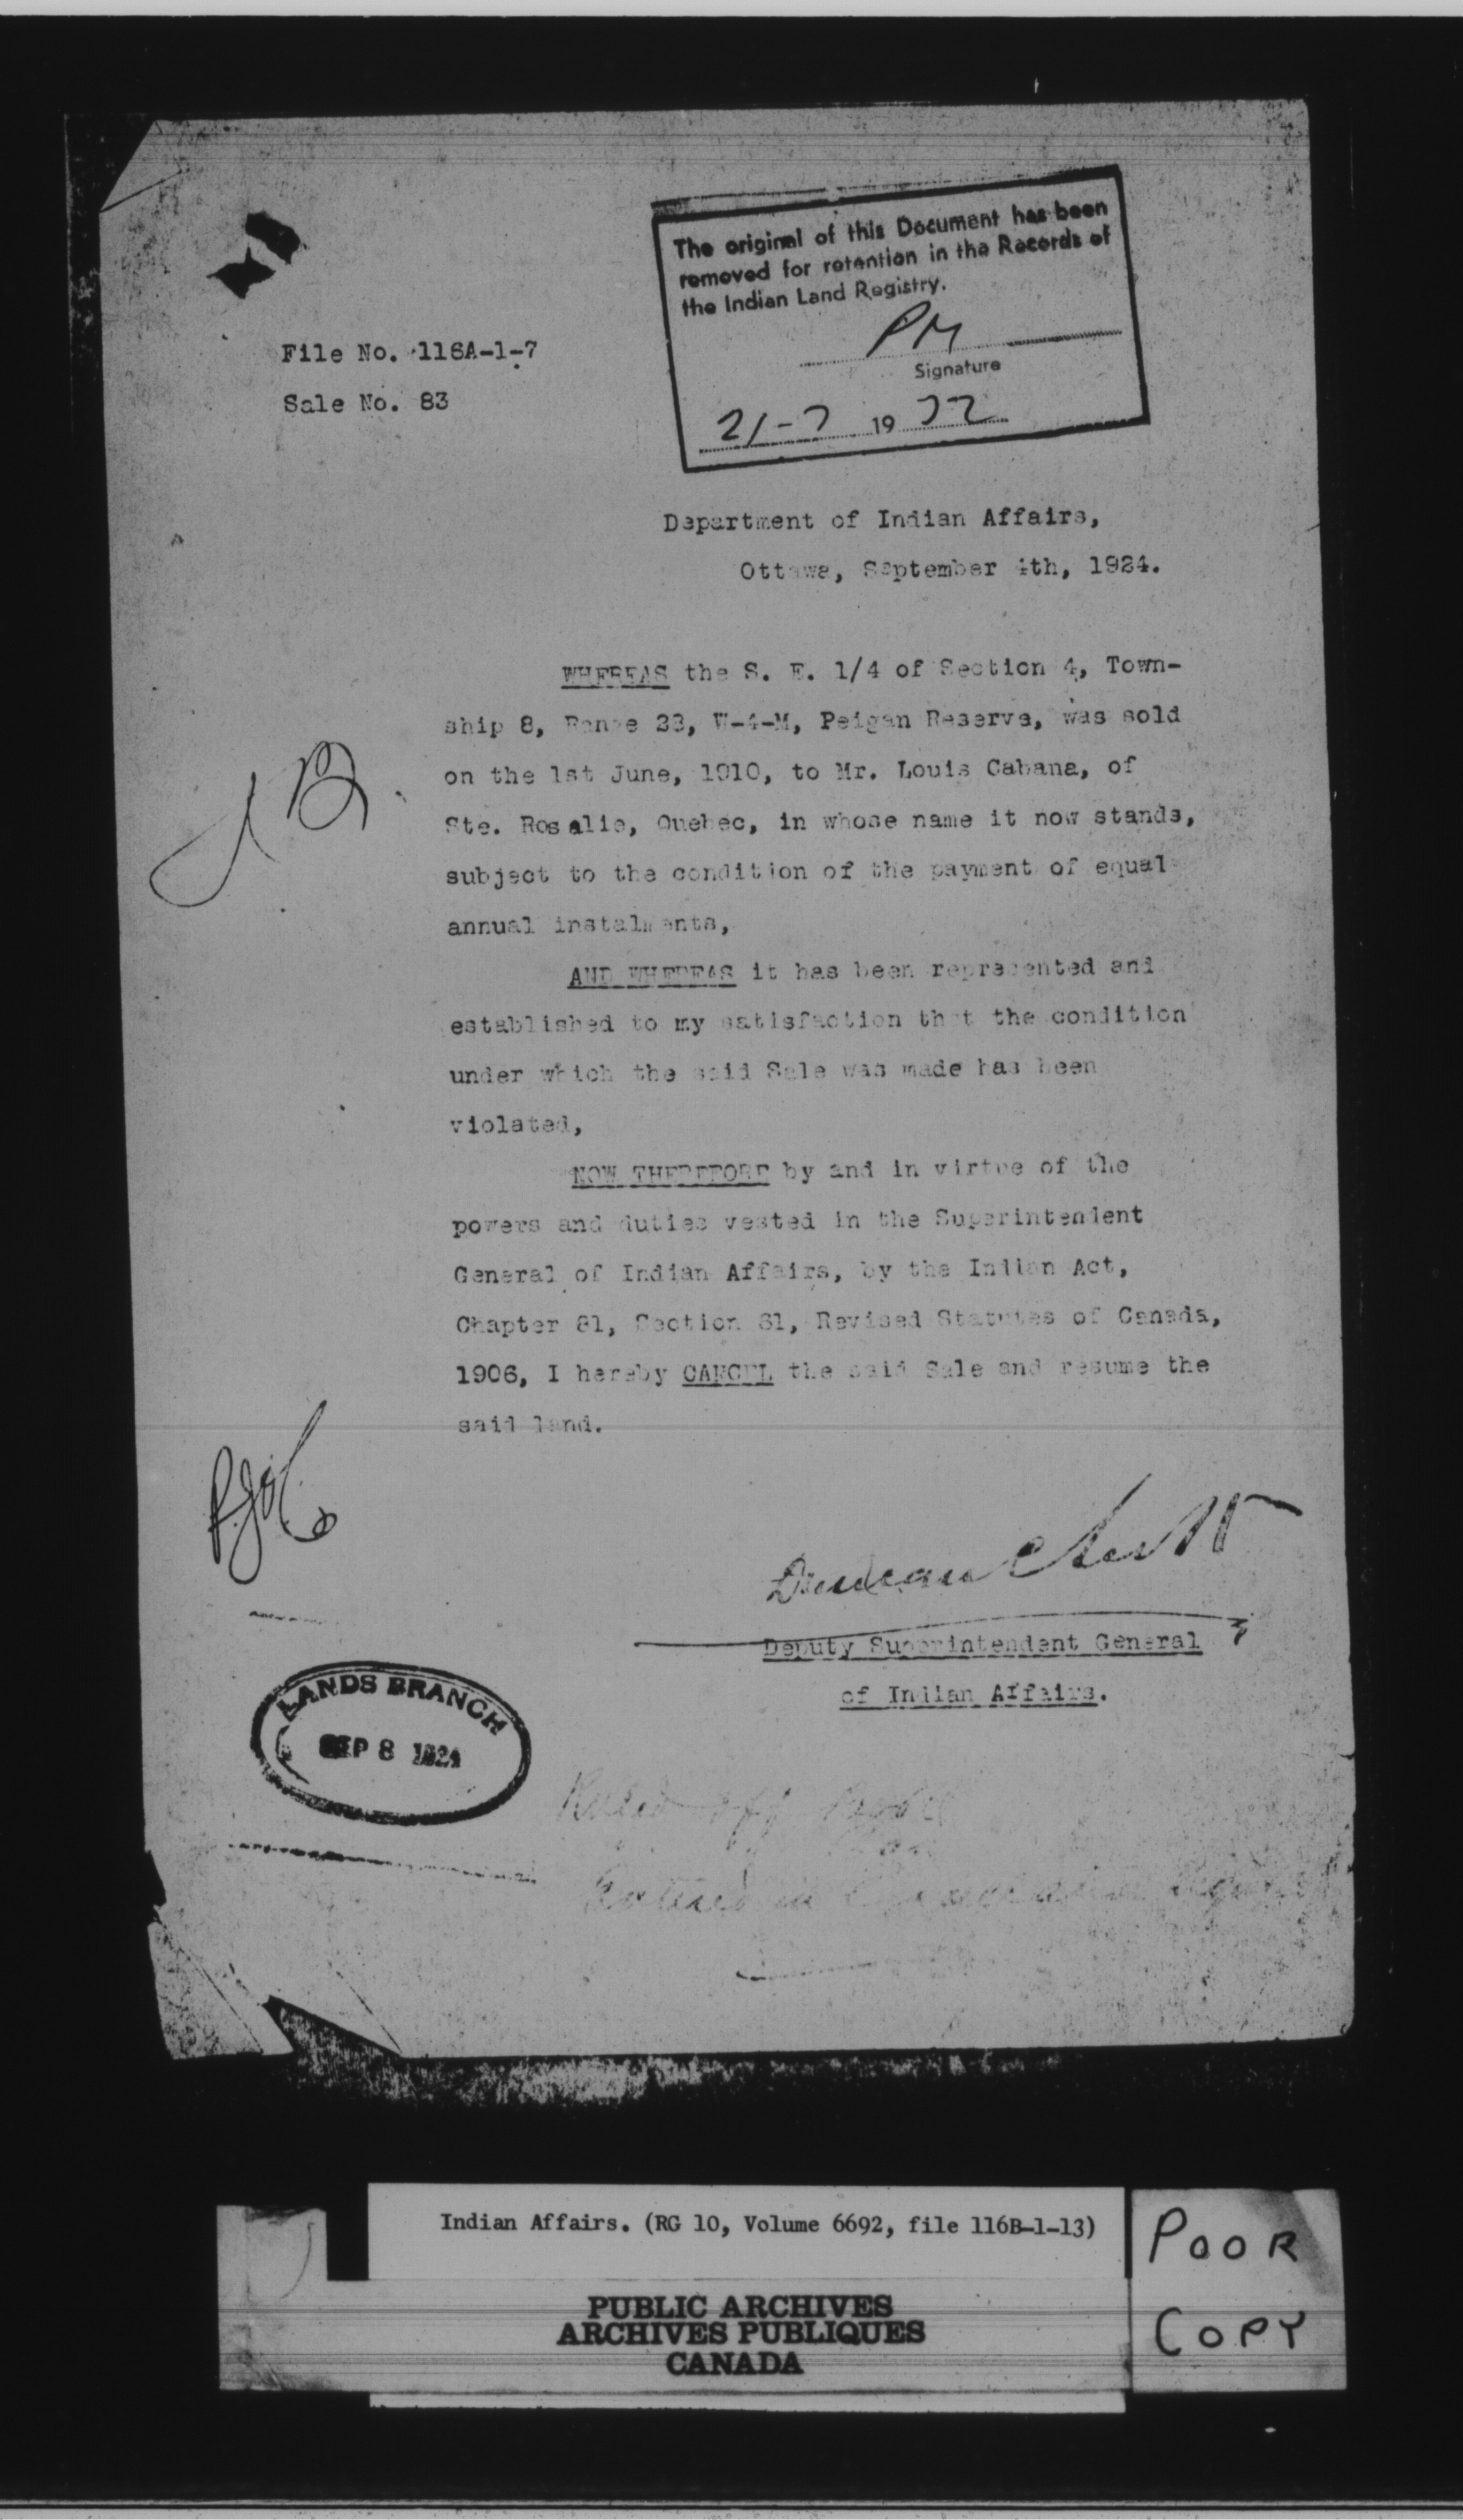 The original of this Document has been
removed for retention in the Records of
the Indian Land Registry.
PM
Signature
21-7 1972
File No. 116A-1-7
Sale No. 83
Department of Indian Affairs,
Ottawa, September 4th, 1924.
WHEREAS the S. E. 1/4 of Section 4, Town-
ship 8, Range 28, W-4-M, Peigan Reserve, was sold
on the 1st June, 1910, to Mr. Louis Cabana, of
Ste. Rosalie, Quebec, in whose name it now stands,
subject to the condition of the payment of equal
annual instalments,
JB.
AND WHEREAS it has been represented and
established to my satisfaction that the condition
under which the said Sale was made has been
violated,
NOW THEREFORE by and in virtue of the
powers and duties vested in the Superintendent
General of Indian Affairs, by the Indian Act,
Chapter 81, Section 61, Revised Statutes of Canada,
1906, I hereby CANCEL the said Sale and resume the
said land.
Duncan C Scott
Deputy Superintendent General
of Indian Affairs.
LANDS BRANCH
SEP 8 1924
Entered in
Indian Affairs. (RG 10, Volume 6692, file 116B-1-13)
PUBLIC ARCHIVES
ARCHIVES PUBLIQUES
CANADA
POOR
COPY